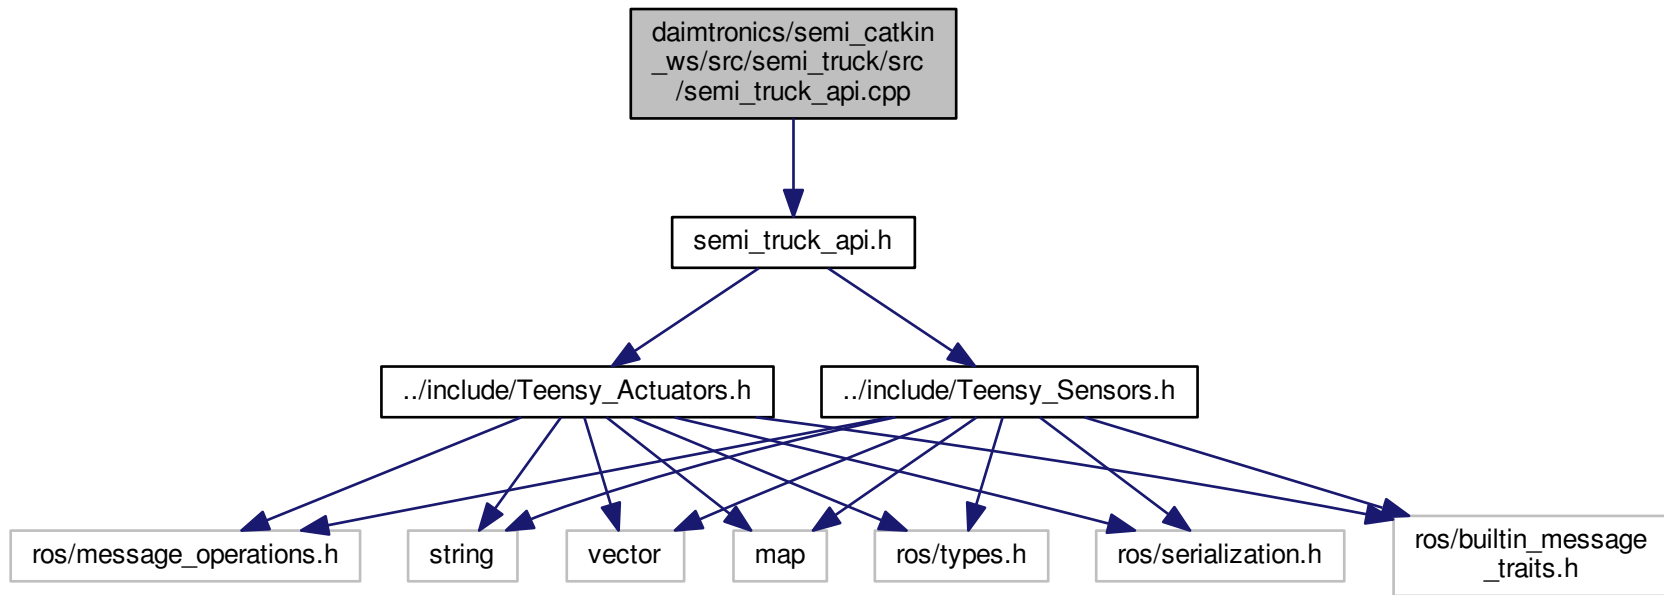 daimtronics/semi_catkin
_ws/src/semi_truck/src
/semi_truck_api.cpp
semi_truck_api.h
../include/Teensy_Actuators.h
../include/Teensy_Sensors.h
ros/message_operations.h
string
vector
map
ros/types.h
ros/serialization.h
ros/builtin_message
_traits.h